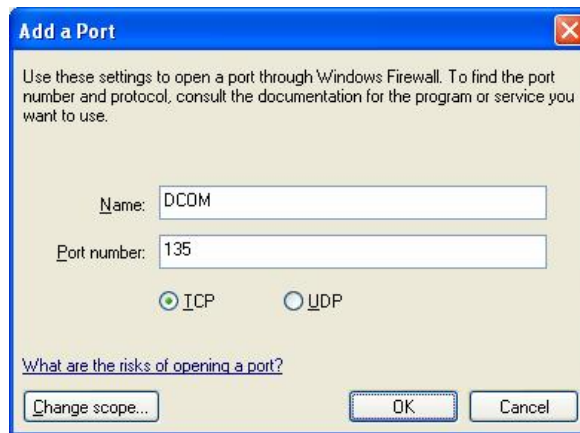 Add a Port
Use these settings to open a port through Windows Firewall. To find the port
number and protocol, consult the documentation for the program or service you
want to use.
Name: DCOM
Port number: 135
TCP UDP
What are the risks of opening a port?
Change scope... OK Cancel